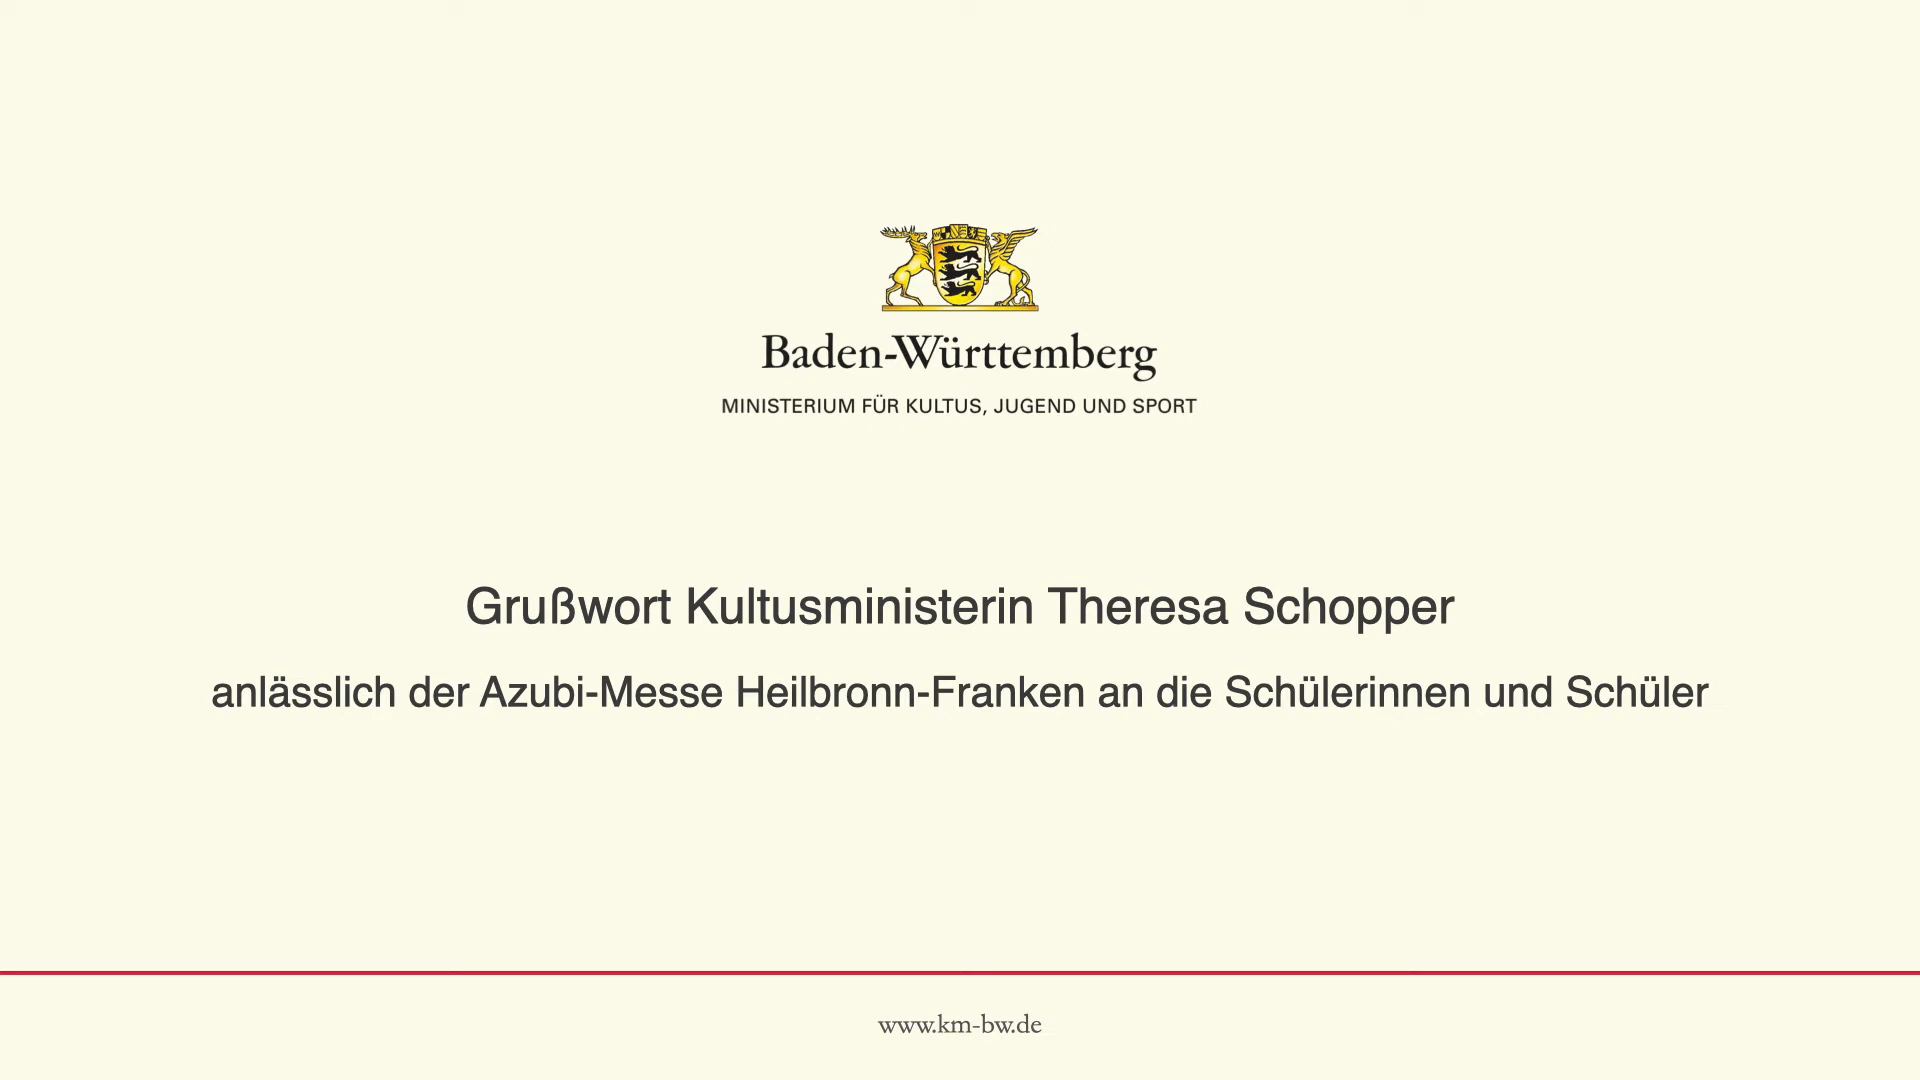 Baden-Württemberg
MINISTERIUM FÜR KULTUS, JUGEND UND SPORT
Grußwort Kultusministerin Theresa Schopper
anlässlich der Azubi-Messe Heilbronn-Franken an die Schülerinnen und Schüler
www.km-bw.de